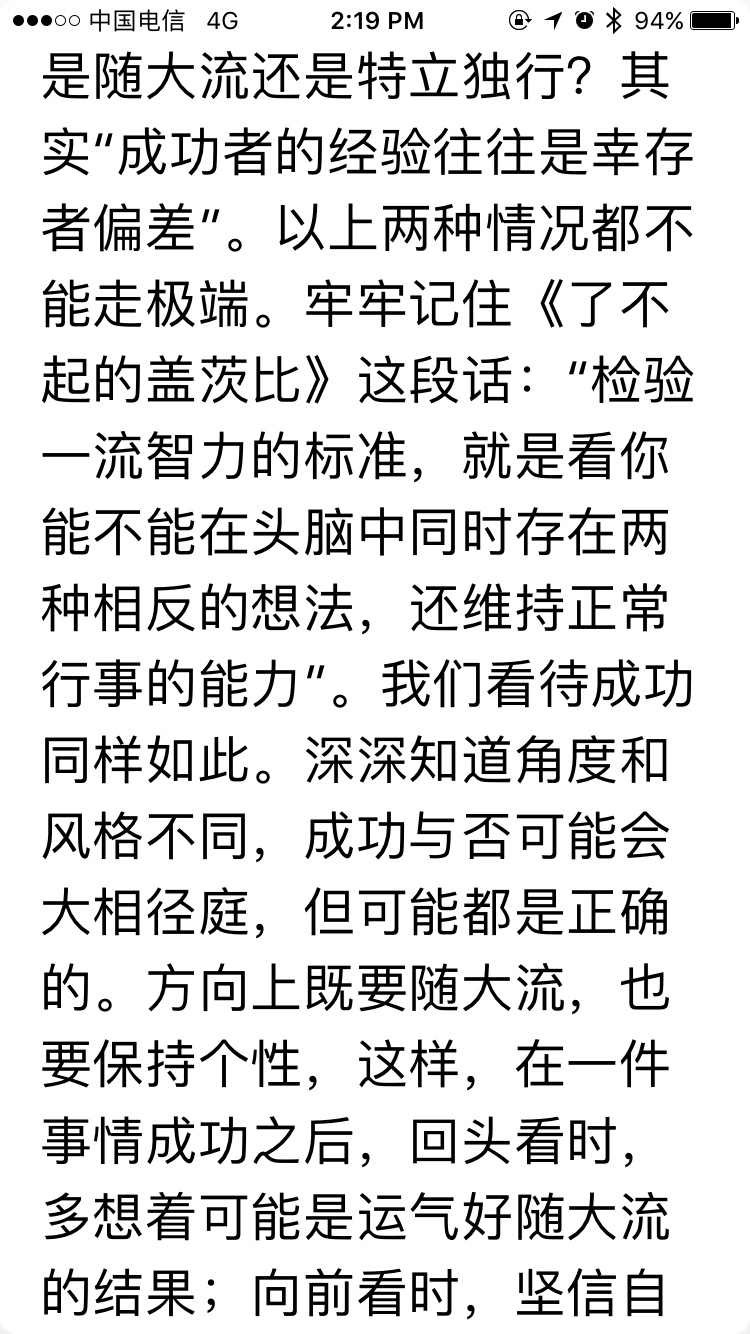 中国电信 4G 2:19 PM 94%
是随大流还是特立独行？其
实"成功者的经验往往是幸存
者偏差"。以上两种情况都不
能走极端。牢牢记住《了不
起的盖茨比》这段话："检验
一流智力的标准，就是看你
能不能在头脑中同时存在两
种相反的想法，还维持正常
行事的能力"。我们看待成功
同样如此。深深知道角度和
风格不同，成功与否可能会
大相径庭，但可能都是正确
的。方向上既要随大流，也
要保持个性，这样，在一件
事情成功之后，回头看时，
多想着可能是运气好随大流
的结果；向前看时，坚信自